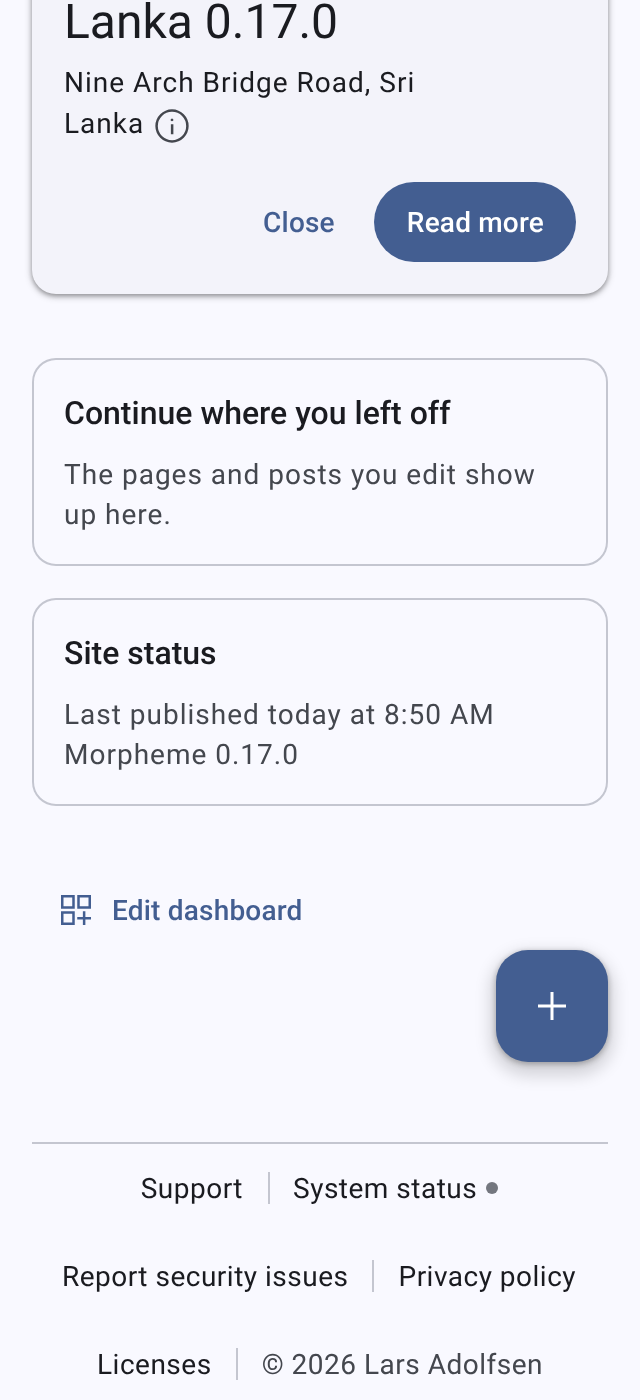 Lanka 0.17.0
Nine Arch Bridge Road, Sri
Lanka
Close
Read more
Continue where you left off
The pages and posts you edit show
up here.
Site status
Last published today at 8:50 AM
Morpheme 0.17.0
Edit dashboard
Support
System status
Report security issues
Privacy policy
Licenses
© 2026 Lars Adolfsen